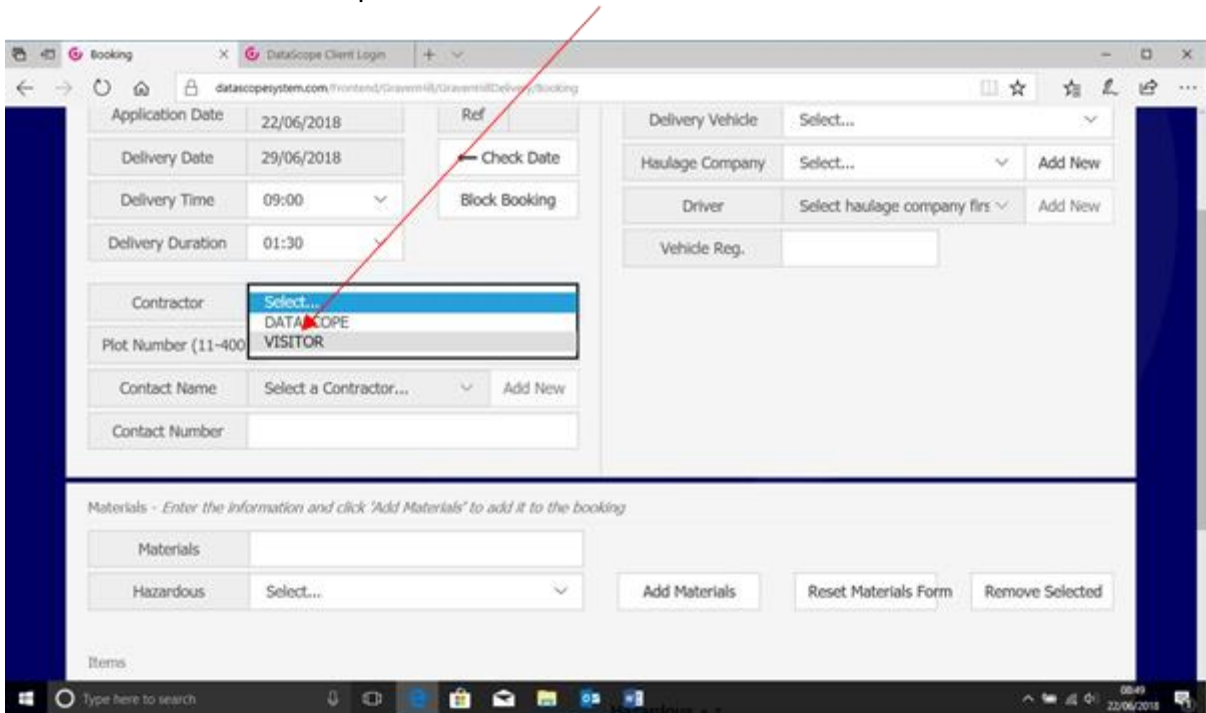 Booking
DataScope Client Login
datascopesystem.com/Frontend/GravenHill/GravenHillDelivery/Booking
Application Date 22/06/2018 Ref
Delivery Date 29/06/2018 Check Date
Delivery Time 09:00 Block Booking
Delivery Duration 01:30
Contractor Select...
DATASCOPE
Plot Number (11-400 VISITOR
Contact Name Select a Contractor... Add New
Contact Number
Delivery Vehicle Select...
Haulage Company Select... Add New
Driver Select haulage company firs Add New
Vehicle Reg.
Materials - Enter the information and click 'Add Materials' to add it to the booking
Materials
Hazardous Select... Add Materials Reset Materials Form Remove Selected
Items
Type here to search
08:49
22/06/2018